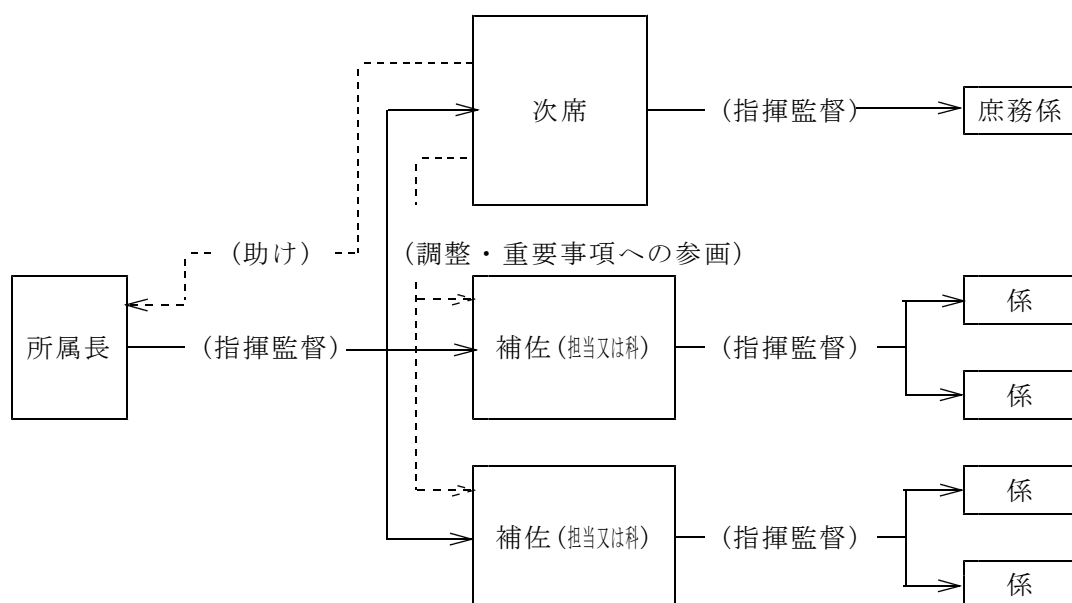 次席
(指揮監督)
庶務係
(助け)
(調整・重要事項への参画)
所属長
(指揮監督)
補佐(担当又は科)
(指揮監督)
係
係
補佐(担当又は科)
(指揮監督)
係
係